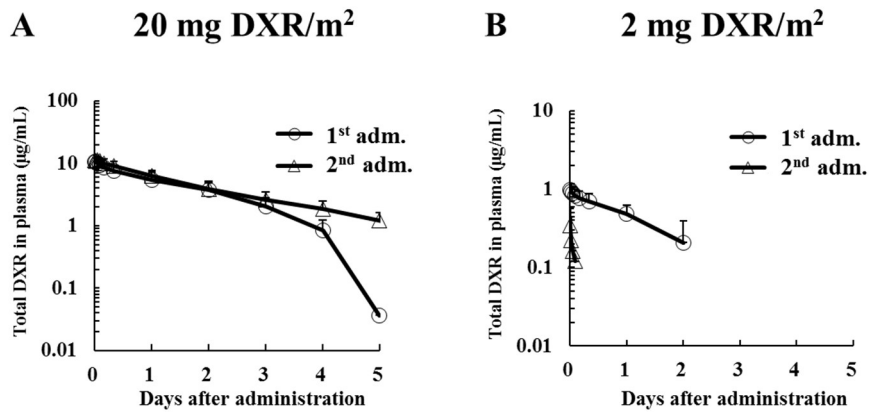 A 20 mg DXR/m²
Total DXR in plasma (µg/mL)
100
10
1
0.1
0.01
1st adm.
2nd adm.
0 1 2 3 4 5
Days after administration
B 2 mg DXR/m²
Total DXR in plasma (µg/mL)
10
1
0.1
0.01
1st adm.
2nd adm.
0 1 2 3 4 5
Days after administration